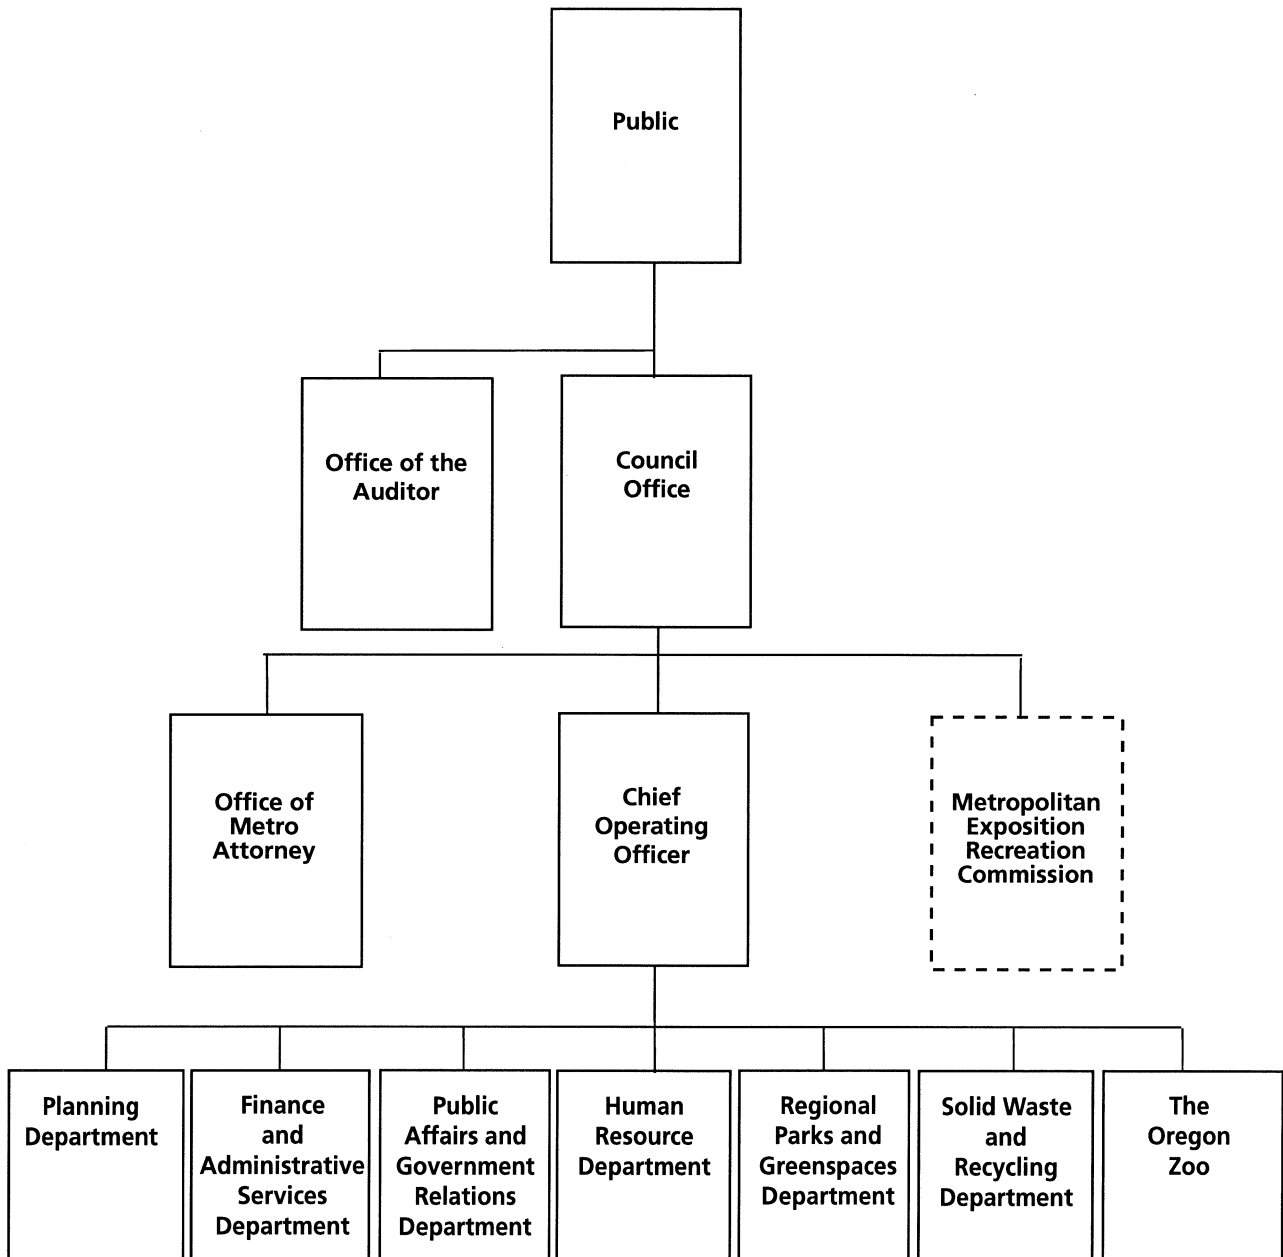 Public
Office of the
Auditor
Council
Office
Office of
Metro
Attorney
Chief
Operating
Officer
Metropolitan
Exposition
Recreation
Commission
Planning
Department
Finance
and
Administrative
Services
Department
Public
Affairs and
Government
Relations
Department
Human
Resource
Department
Regional
Parks and
Greenspaces
Department
Solid Waste
and
Recycling
Department
The
Oregon
Zoo